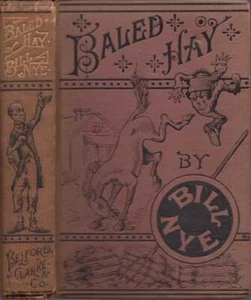 BALED
HAY
BILL
NYE
BELFORD
CLARKE &
Co.
BALED HAY
BY
BILL
NYE